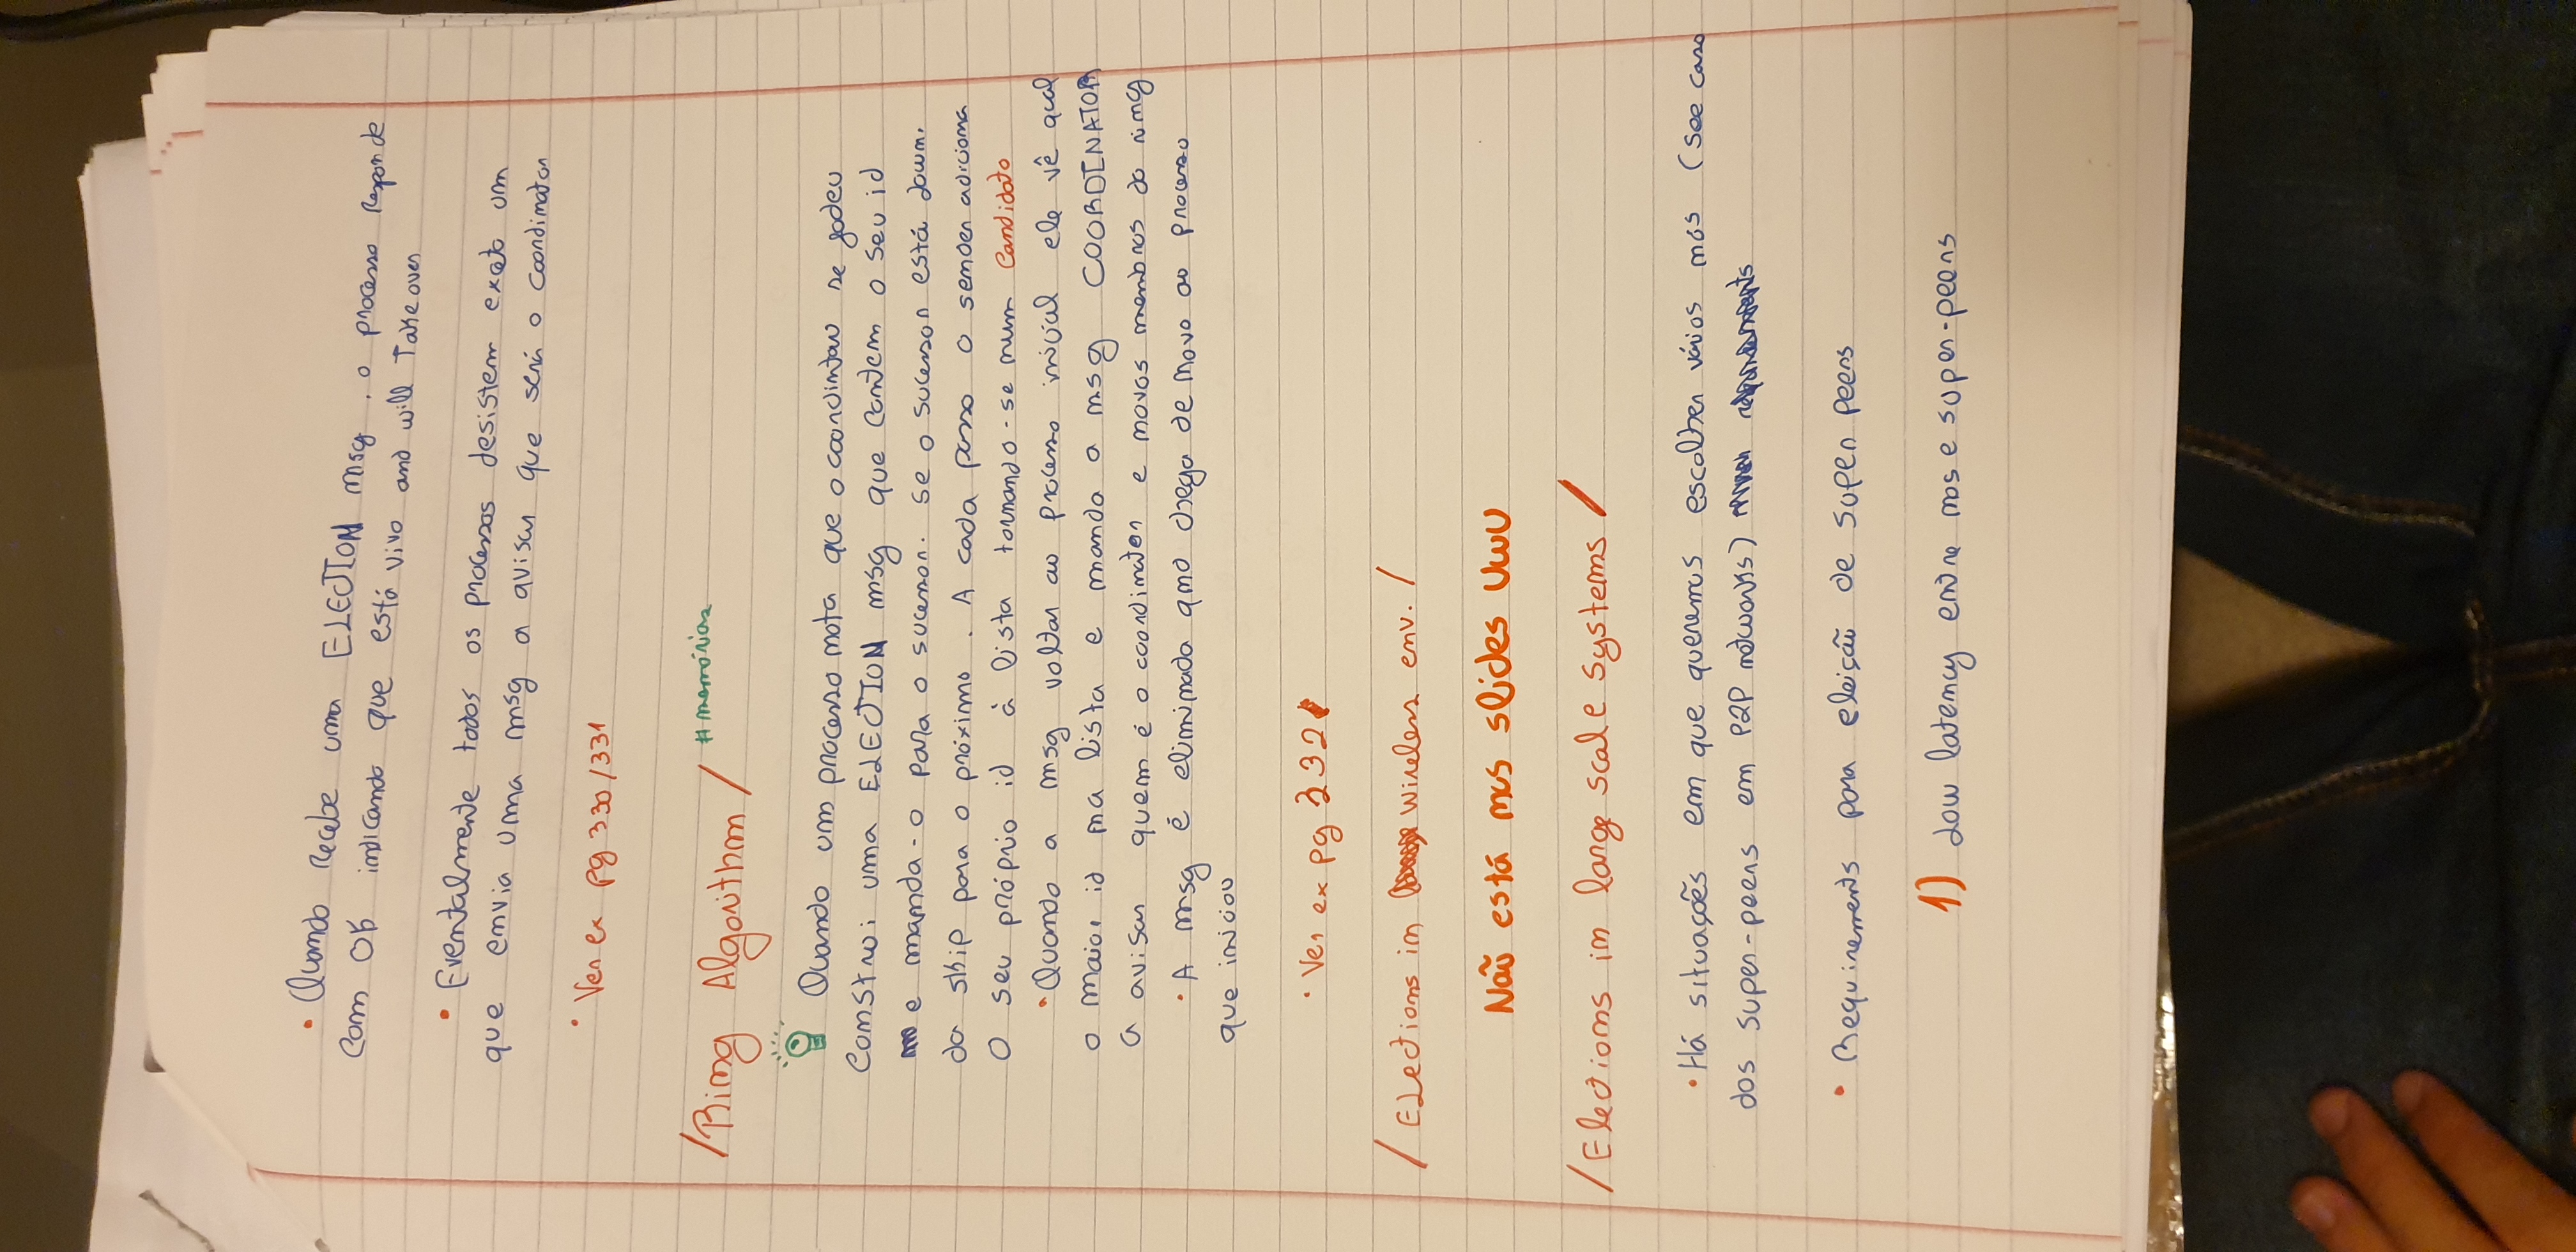 • Quando recebe uma ELECTION msg, o processo responde
com OK indicando que está vivo and will Take over
• Eventalmente todos os processos desistem exceto um
que envia uma msg a avisar que será o coordinator
• Ver ex pg 330/331
/Ring Algorithm/ #memórias
Quando um processo nota que o coordintaw se fodeu
constroi uma ELECTION msg que contem o seu id
e manda-o para o sucessor. Se o sucessor está down,
da skip para o próximo. A cada passo o sender adiciona
O seu próprio id à lista tornando-se num Candidato
• Quando a msg voltar ao processo inicial ele vê qual
o maior id na lista e manda a msg COORDINATOR
a avisar quem é o coordinator e novos membros do ring
• A msg é eliminada qnd chega de novo ao processo
que iniciou
• Ver ex pg 332
/Elections in wireless env./
Não está nos slides UwU
/Elections in large scale systems/
• Há situações em que queremos escolher vários nós (see caso
dos super-peers em P2P networks)
• Requirements para eleição de super peers
1) Low latency entre nos e super-peers